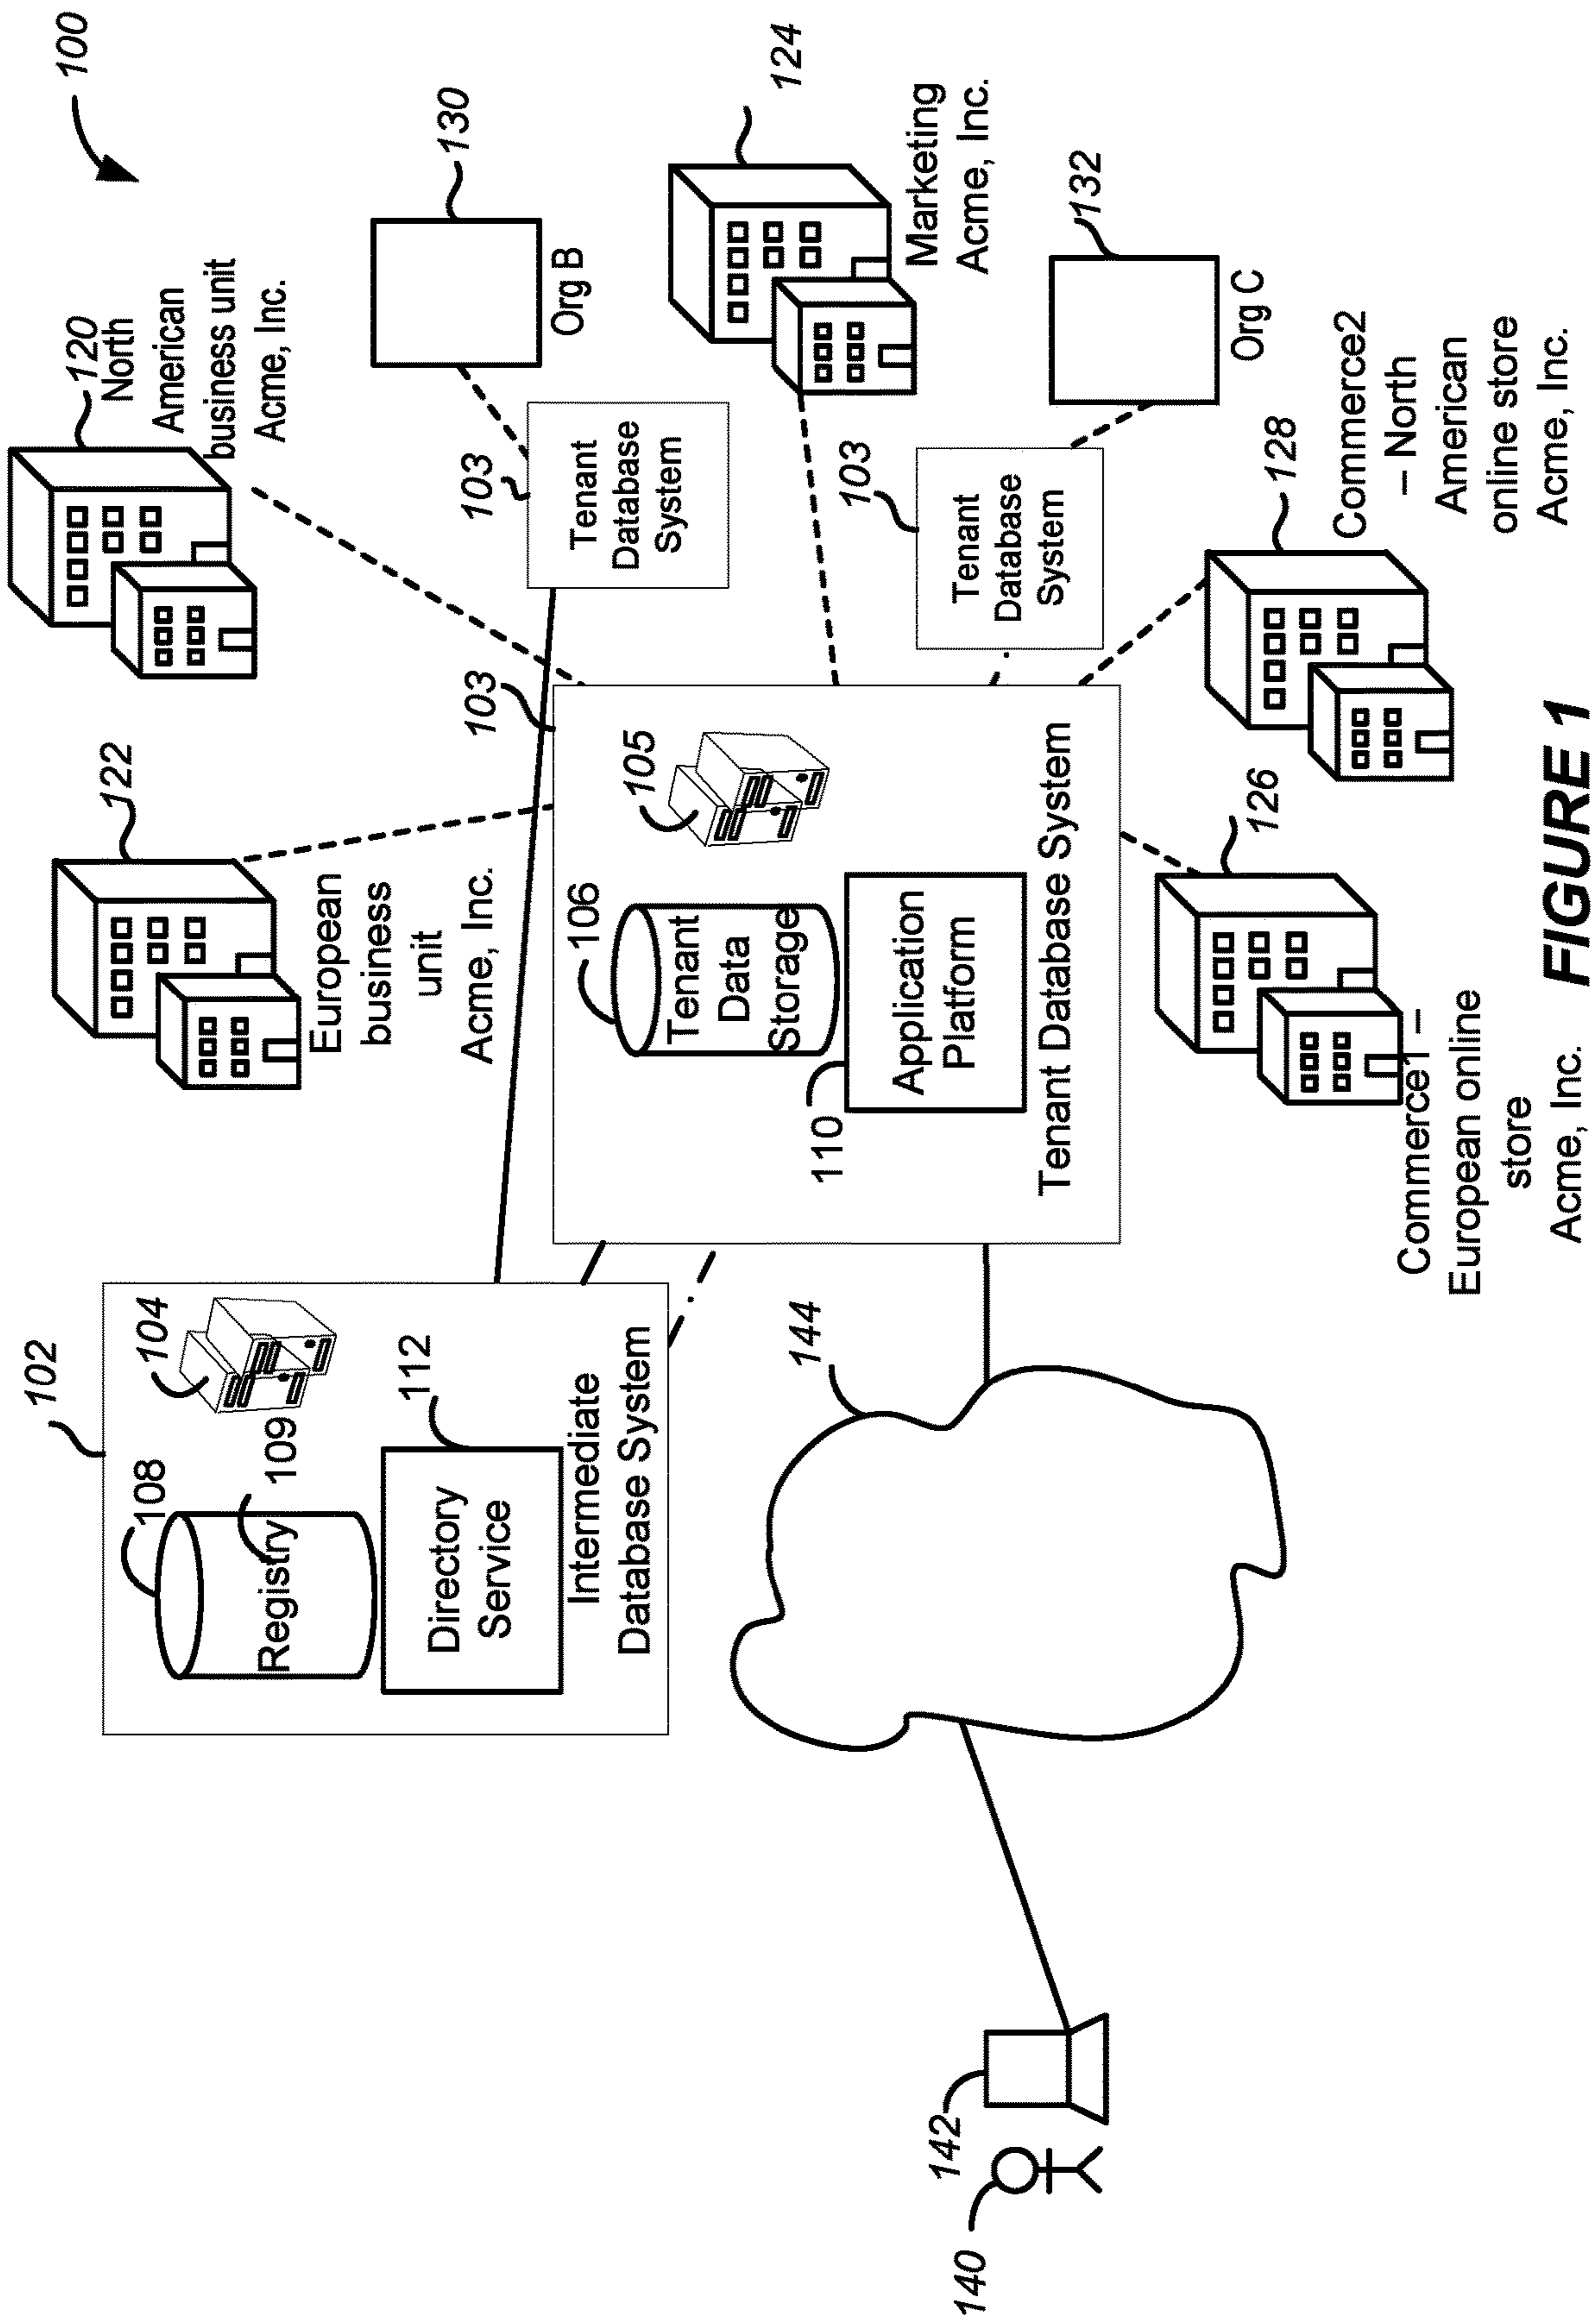 100
120
North
American
business unit
Acme, Inc.
122
European
business
unit
Acme, Inc.
130
Org B
103
Tenant
Database
System
124
Marketing
Acme, Inc.
132
Org C
103
Tenant
Database
System
102
108
Registry
109
104
112
Directory
Service
Intermediate
Database System
103
105
106
Tenant
Data
Storage
110
Application
Platform
Tenant Database System
128
Commerce2
– North
American
online store
Acme, Inc.
126
Commerce1 –
European online
store
Acme, Inc.
144
142
140
FIGURE 1